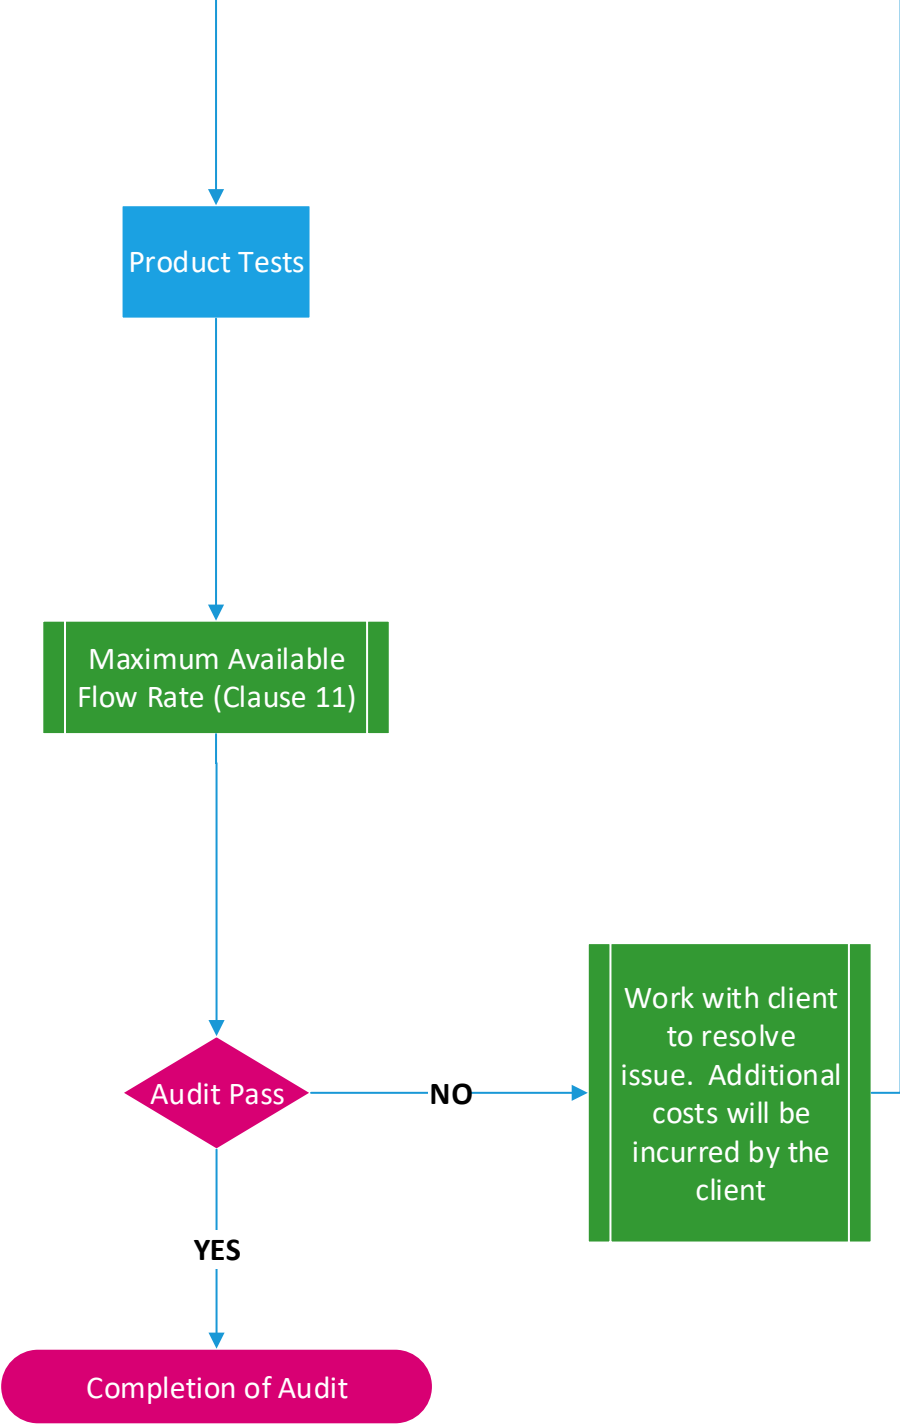 Product Tests
Maximum Available
Flow Rate (Clause 11)
Audit Pass
NO
Work with client
to resolve
issue.  Additional
costs will be
incurred by the
client
YES
Completion of Audit